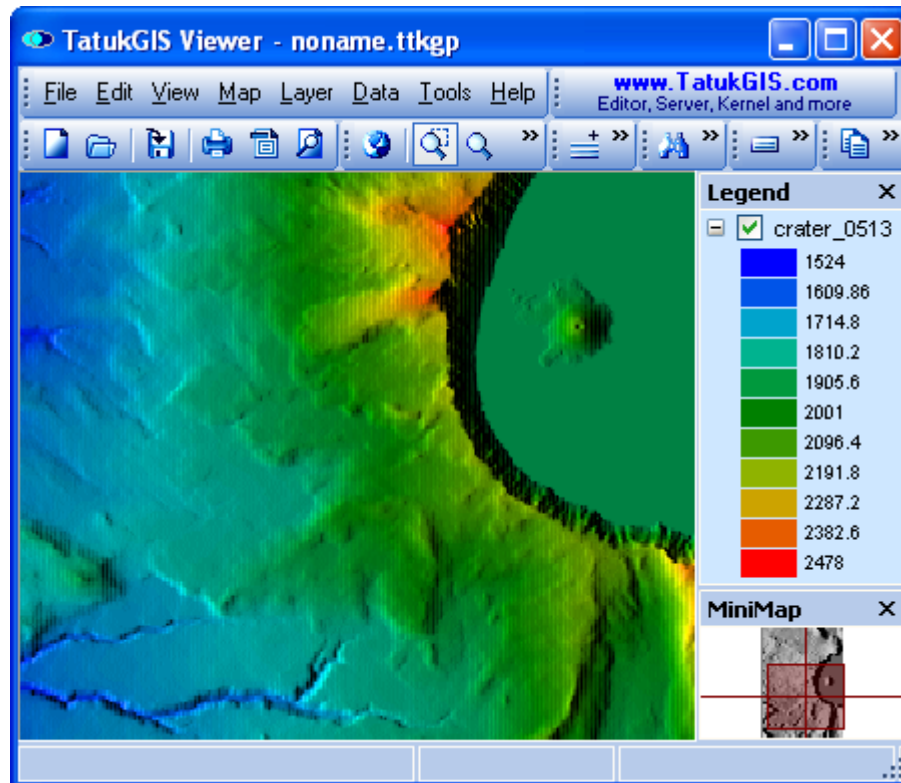 TatukGIS Viewer - noname.ttkgp
File Edit View Map Layer Data Tools Help
www.TatukGIS.com
Editor, Server, Kernel and more
Legend
crater_0513
1524
1609.86
1714.8
1810.2
1905.6
2001
2096.4
2191.8
2287.2
2382.6
2478
MiniMap